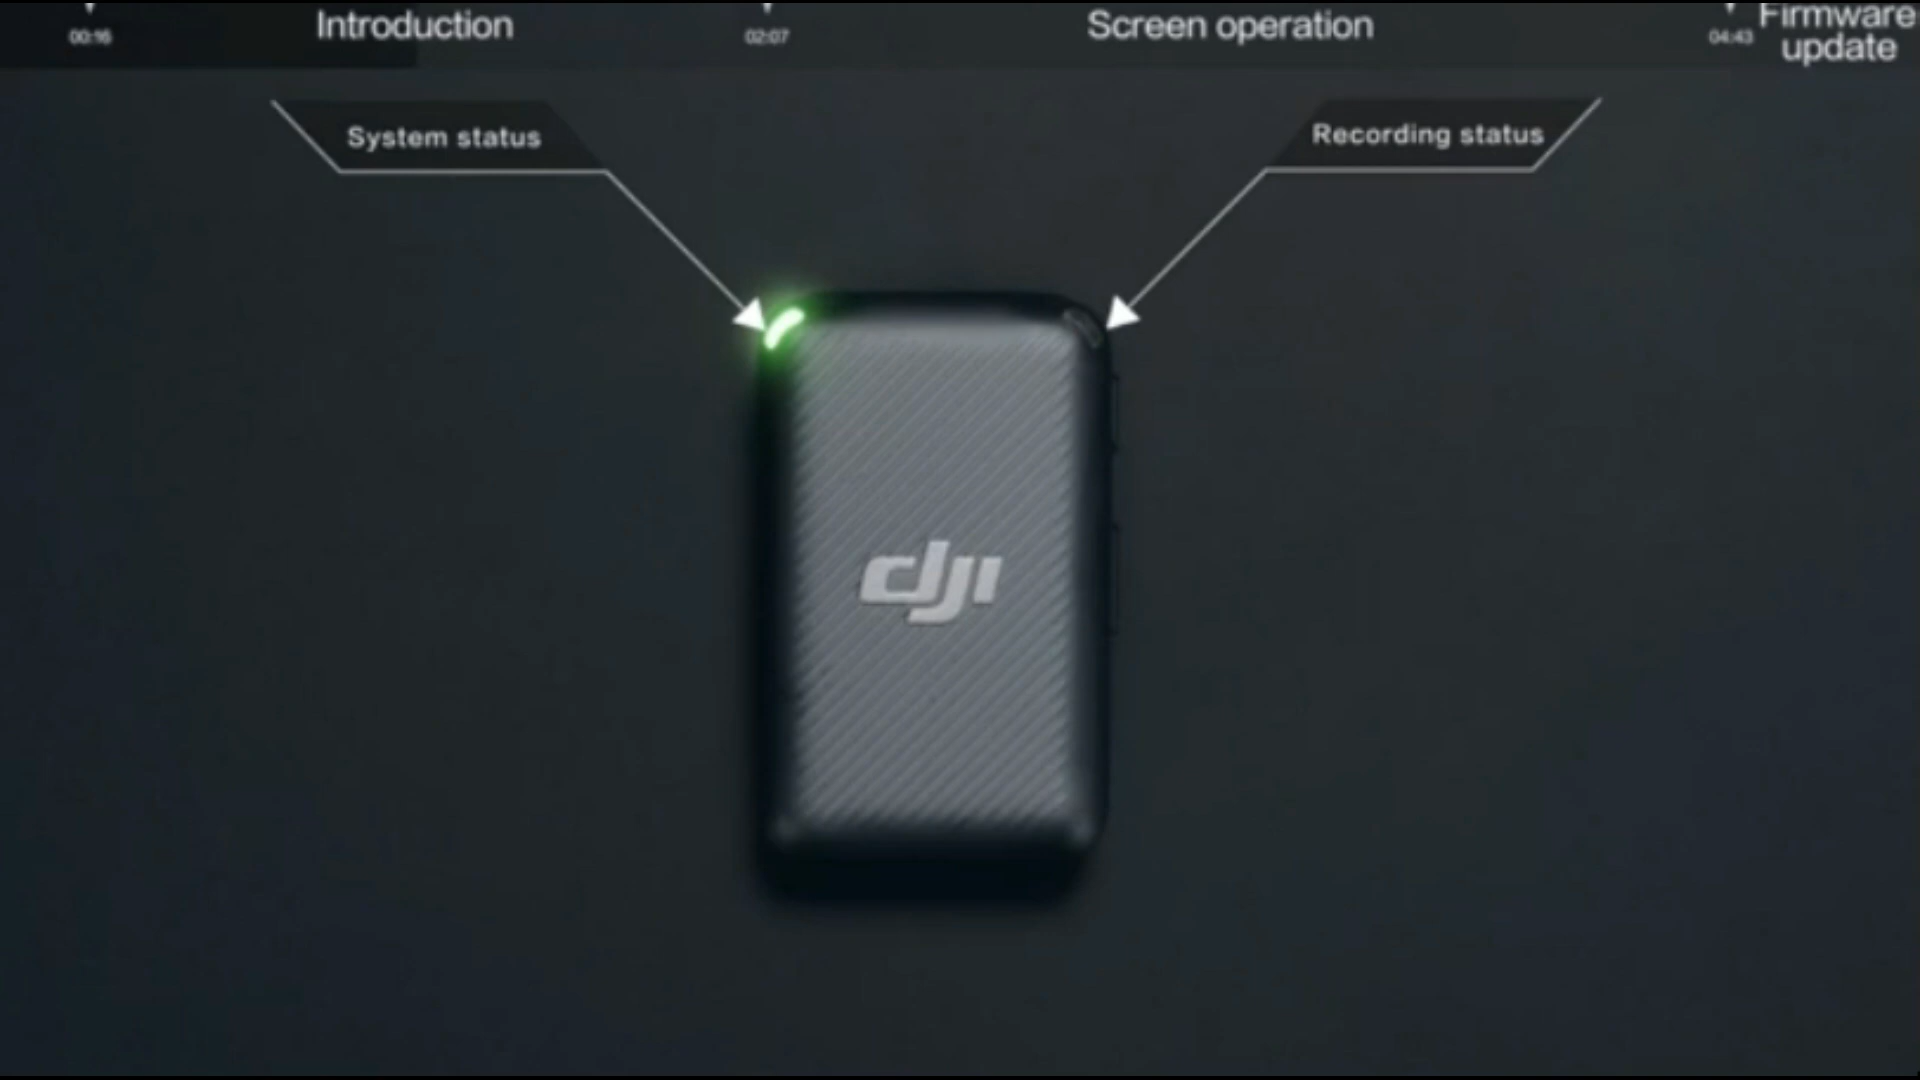 Introduction
Screen operation
Firmware
update
00:16
02:07
04:43
System status
Recording status
dji